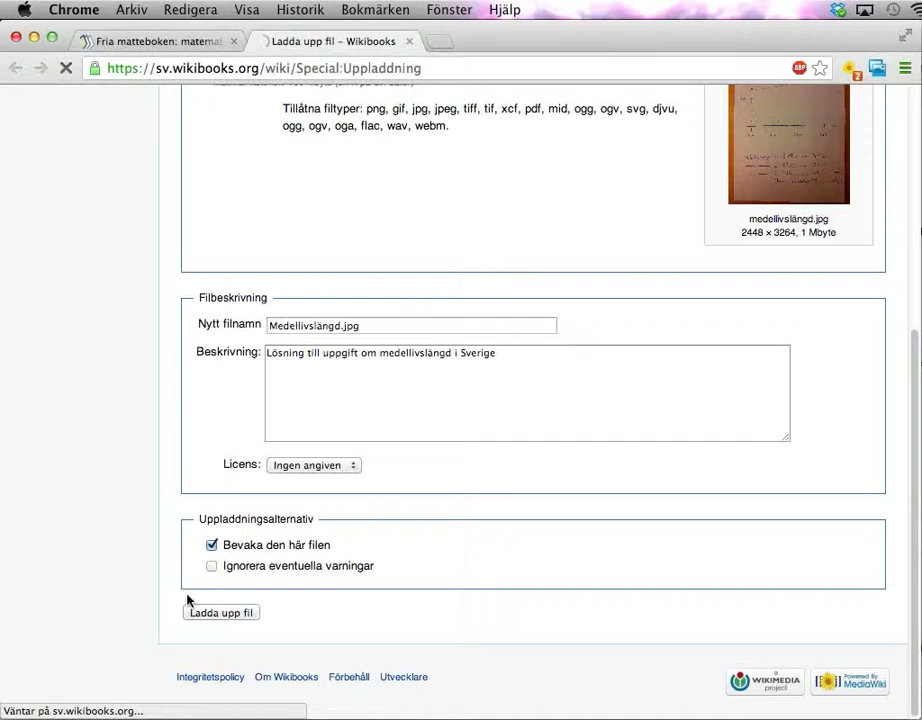 Chrome Arkiv Redigera Visa Historik Bokmärken Fönster Hjälp
Fria matteboken: matema
Ladda upp fil – Wikibooks
https://sv.wikibooks.org/wiki/Special:Uppladdning
ABP
2
Tillåtna filtyper: png, gif, jpg, jpeg, tiff, tif, xcf, pdf, mid, ogg, ogv, svg, djvu,
ogg, ogv, oga, flac, wav, webm.
medellivslängd.jpg
2448 × 3264, 1 Mbyte
Filbeskrivning
Nytt filnamn Medellivslängd.jpg
Beskrivning: Lösning till uppgift om medellivslängd i Sverige
Licens: Ingen angiven
Uppladdningsalternativ
Bevaka den här filen
Ignorera eventuella varningar
Ladda upp fil
Integritetspolicy Om Wikibooks Förbehåll Utvecklare
a WIKIMEDIA project
Powered By MediaWiki
Väntar på sv.wikibooks.org...